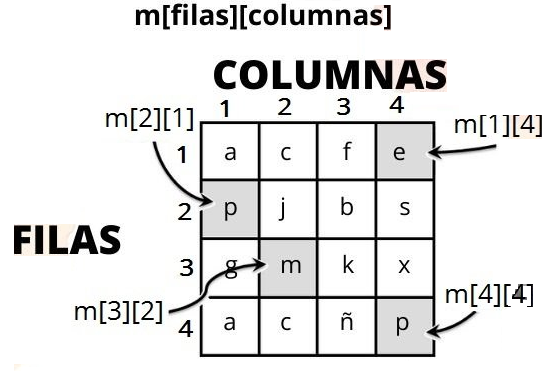 m[filas][columnas]
COLUMNAS
1 2 3 4
m[2][1]
m[1][4]
1 a c f e
2 p j b s
FILAS
3 g m k x
m[4][4]
m[3][2]
4 a c ñ p